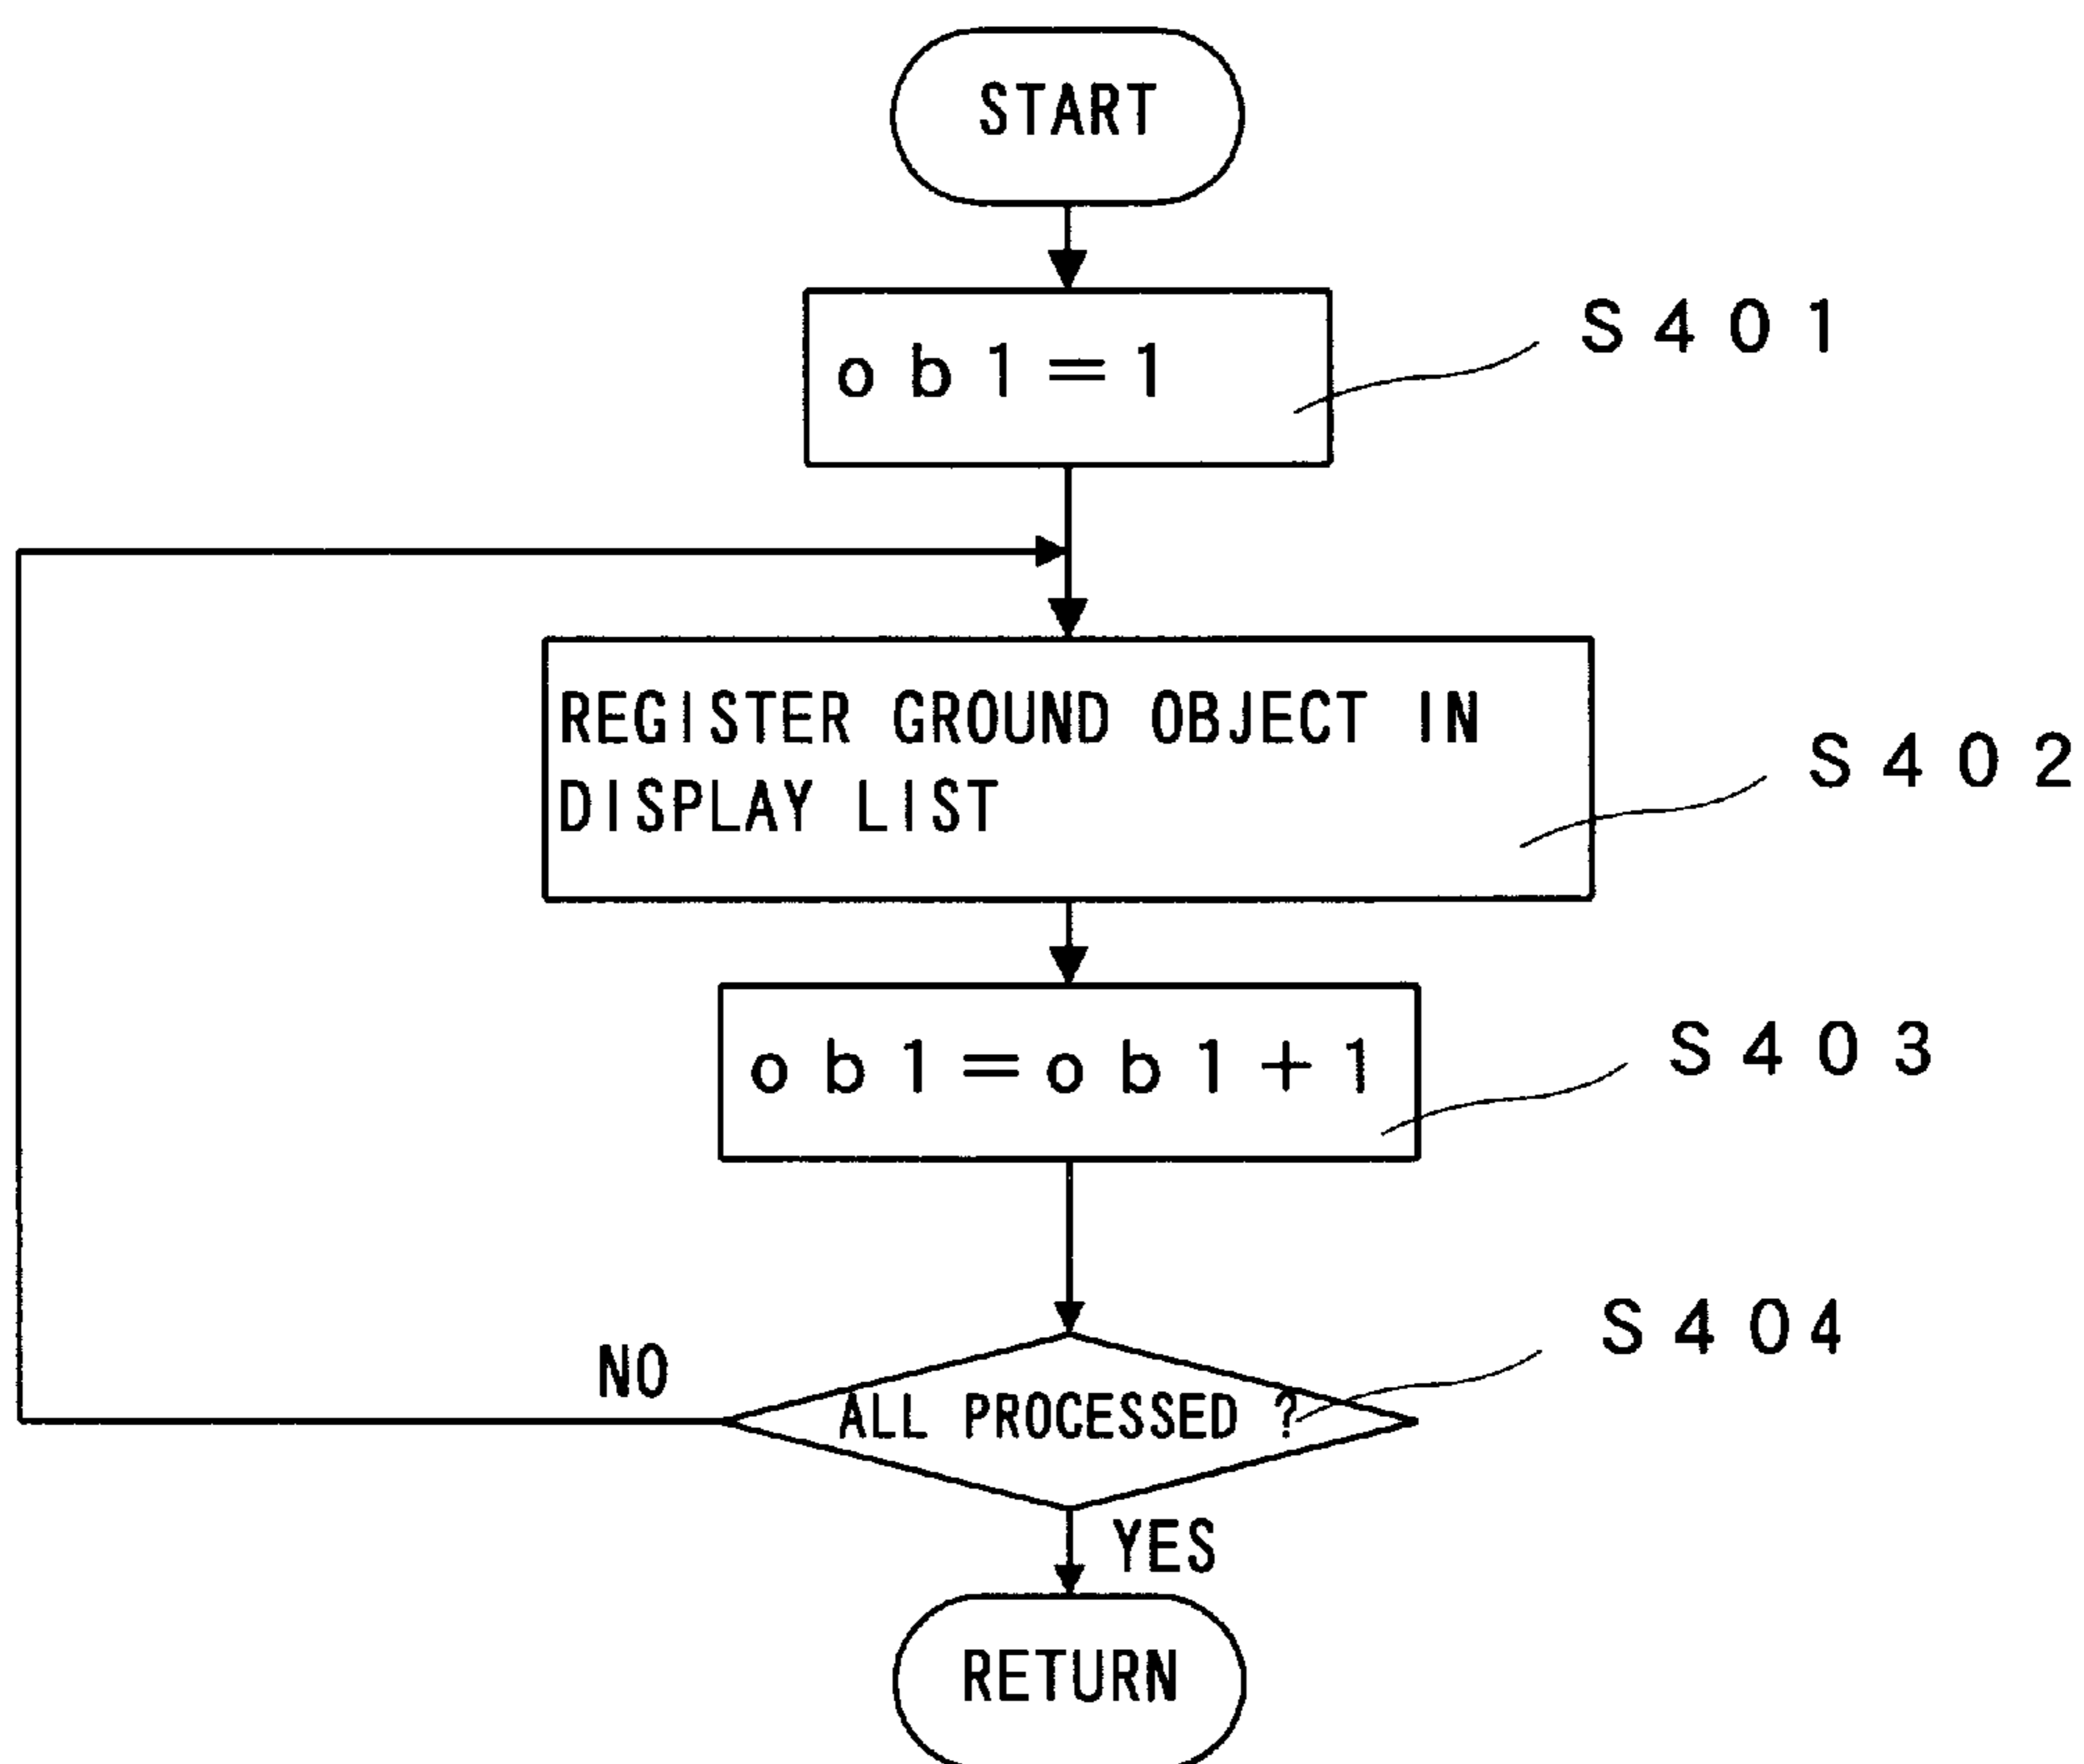 START
ob1=1
S401
REGISTER GROUND OBJECT IN
DISPLAY LIST
S402
ob1=ob1+1
S403
S404
NO
ALL PROCESSED ?
YES
RETURN